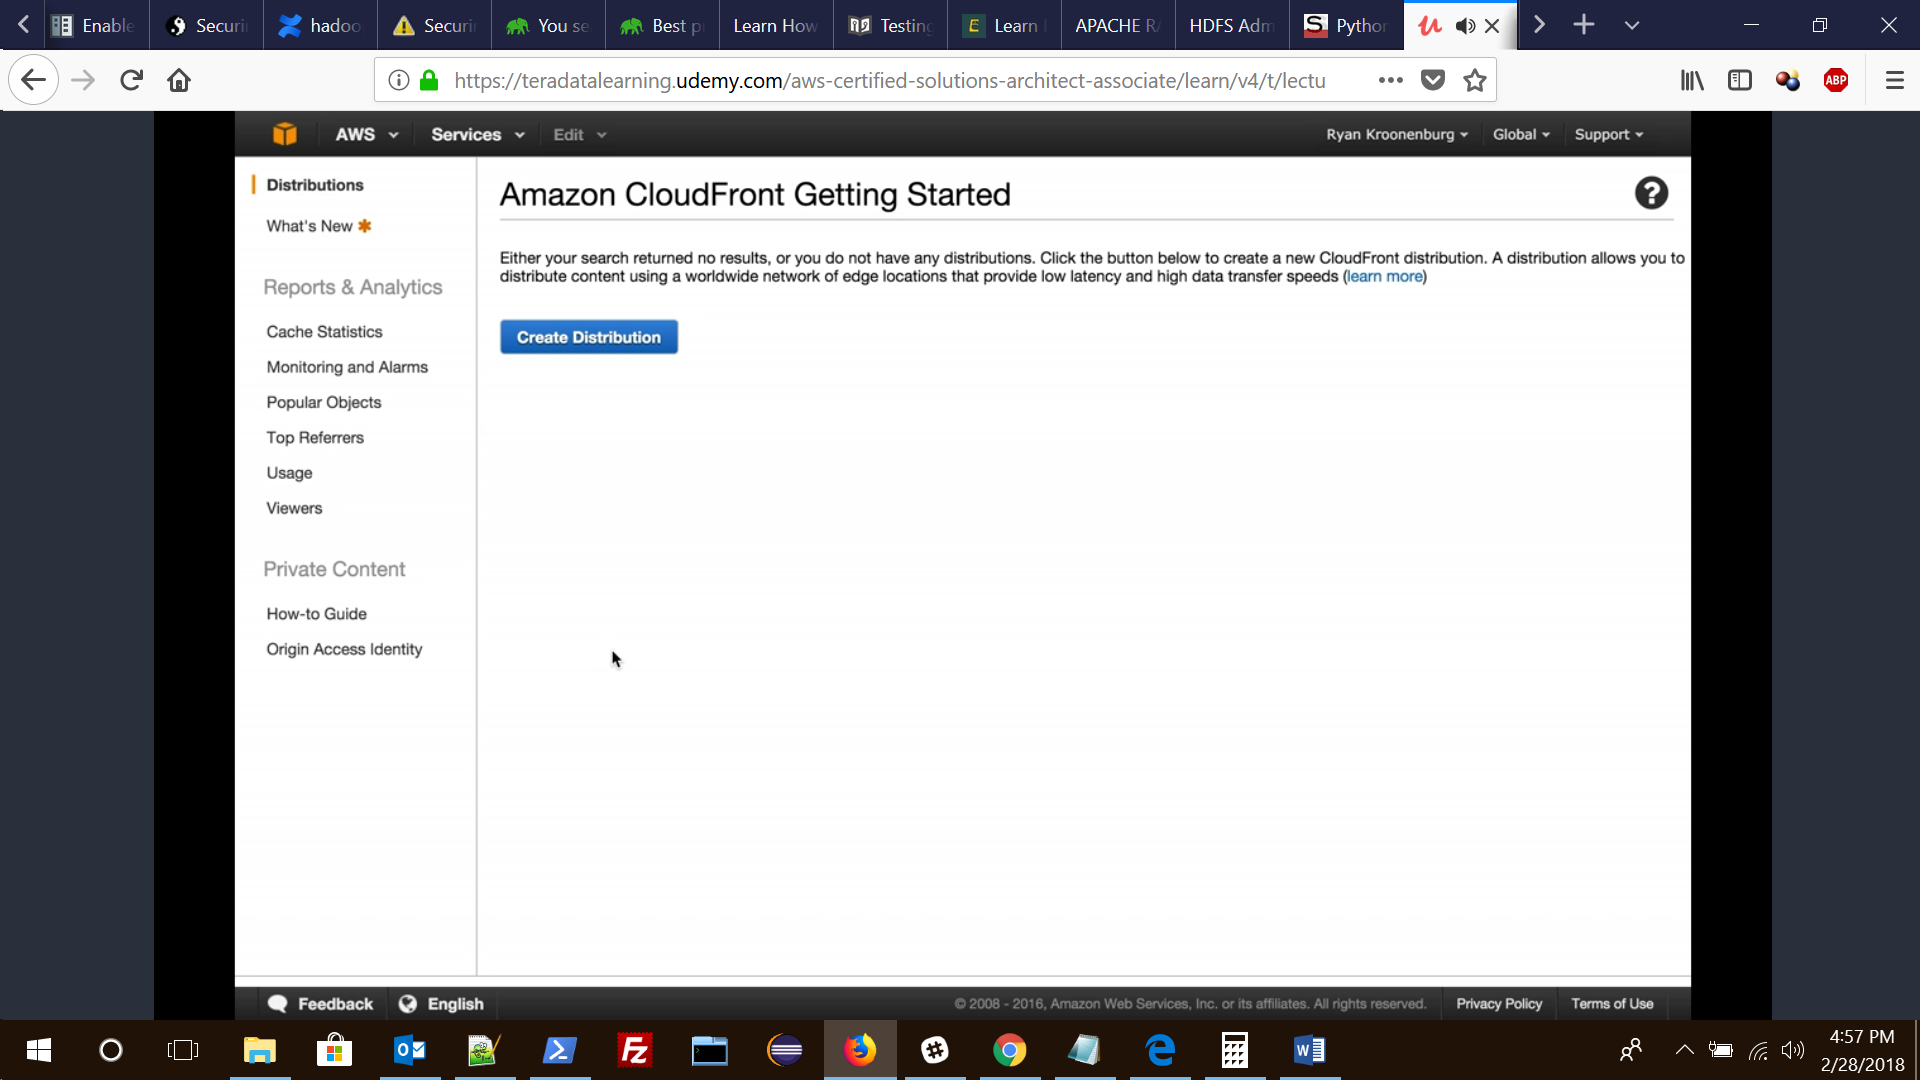 Enable
Securi
hadoo
Securi
You se
Best p
Learn How
Testing
E
Learn
APACHE R
HDFS Adm
S
Python
https://teradatalearning.udemy.com/aws-certified-solutions-architect-associate/learn/v4/t/lectu
ABP
AWS
Services
Edit
Ryan Kroonenburg
Global
Support
Distributions
What's New
Reports & Analytics
Cache Statistics
Monitoring and Alarms
Popular Objects
Top Referrers
Usage
Viewers
Private Content
How-to Guide
Origin Access Identity
Amazon CloudFront Getting Started
?
Either your search returned no results, or you do not have any distributions. Click the button below to create a new CloudFront distribution. A distribution allows you to
distribute content using a worldwide network of edge locations that provide low latency and high data transfer speeds (learn more)
Create Distribution
Feedback
English
© 2008 - 2016, Amazon Web Services, Inc. or its affiliates. All rights reserved.
Privacy Policy
Terms of Use
4:57 PM
2/28/2018